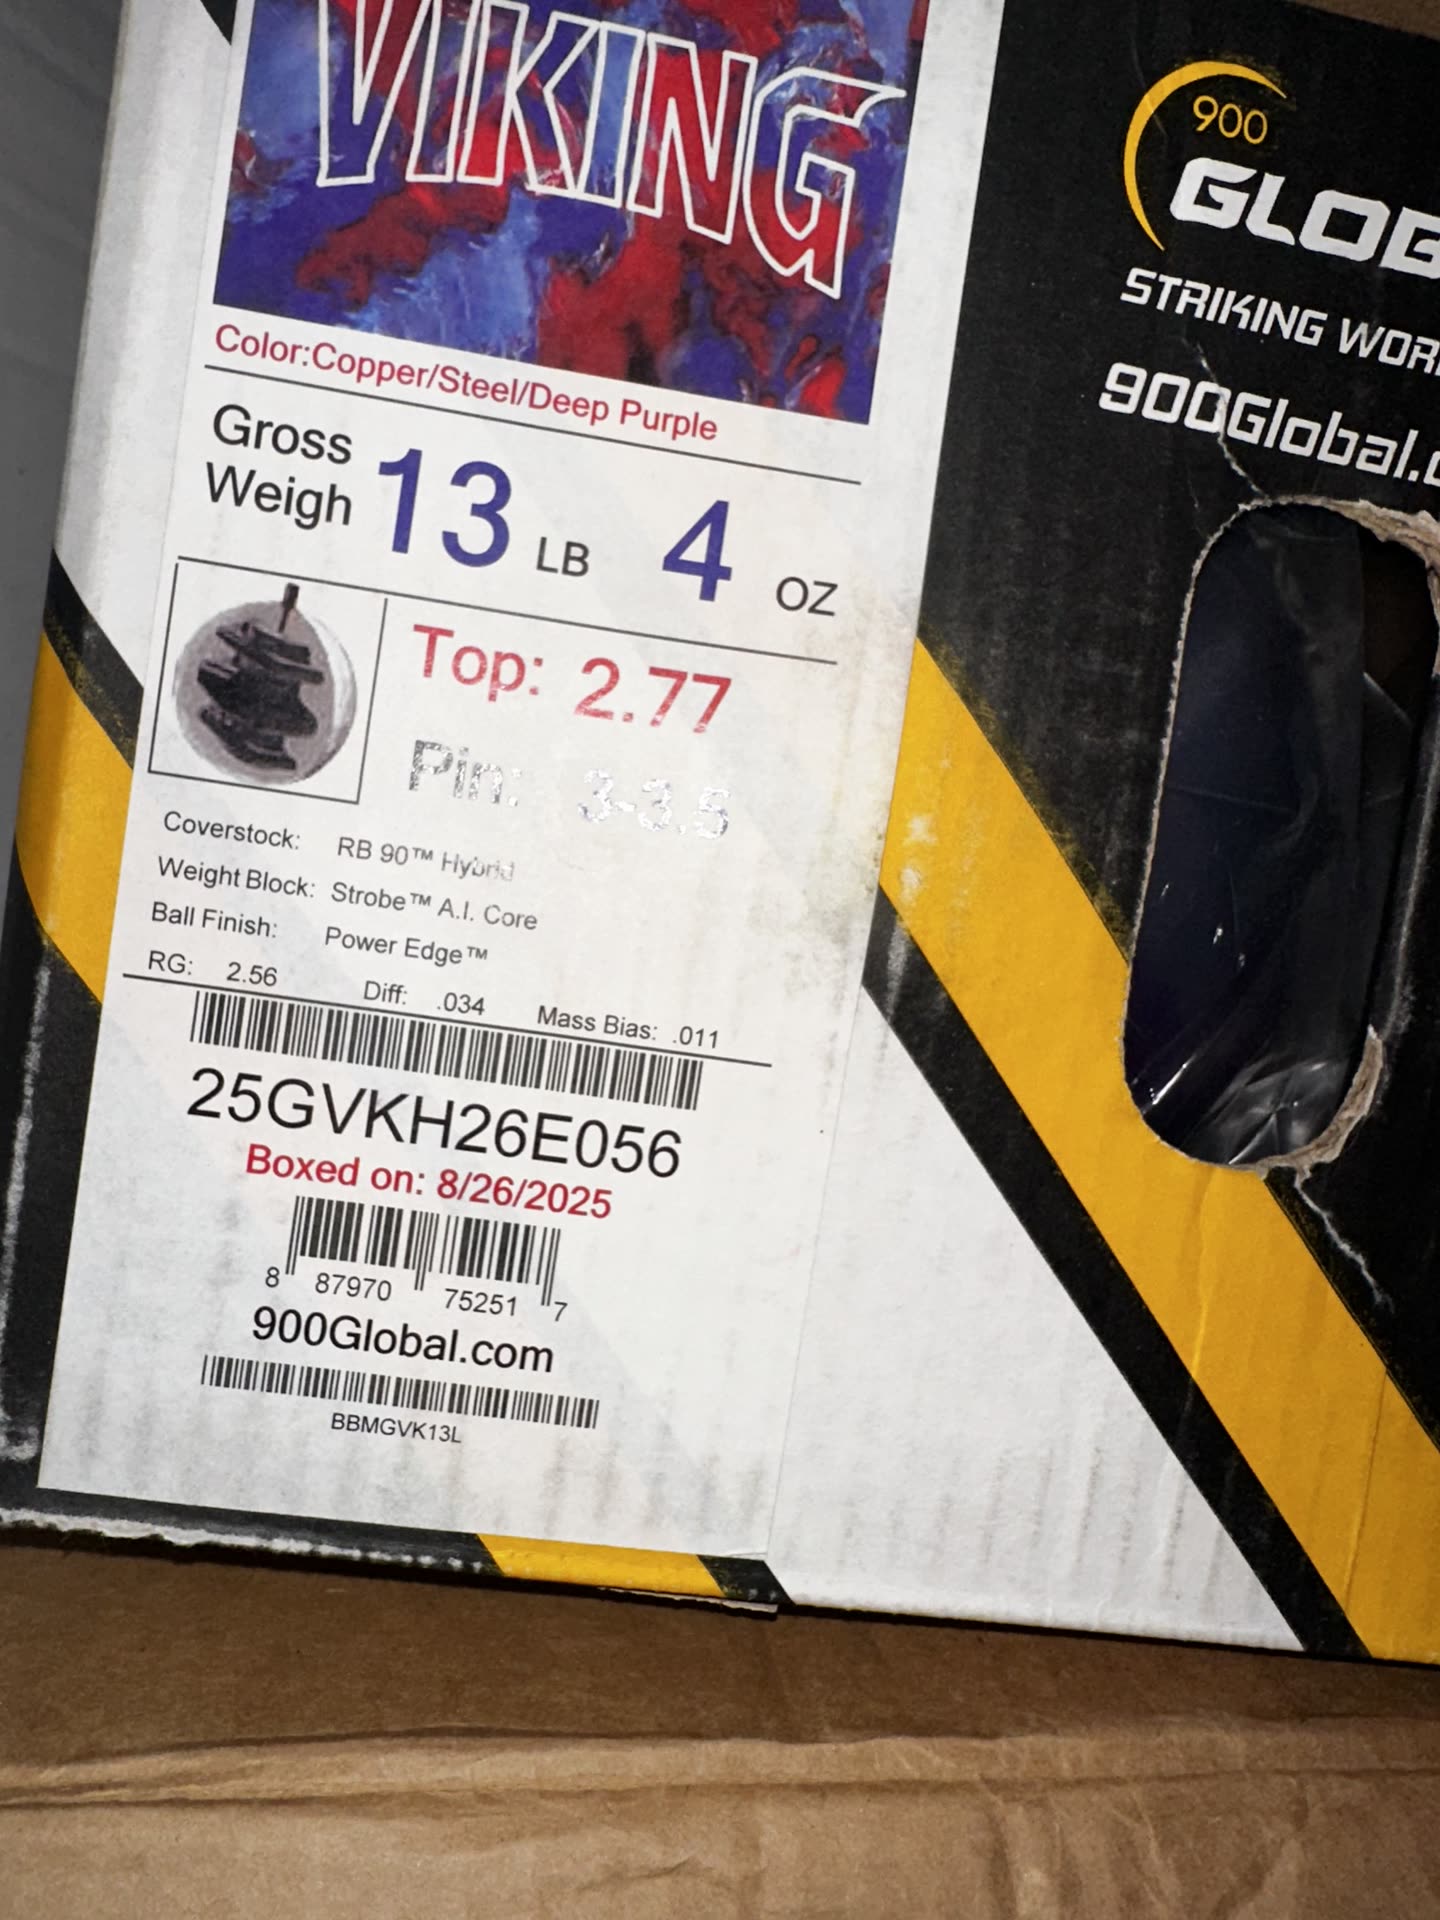 VIKING
Color:Copper/Steel/Deep Purple
Gross
Weigh 13 LB 4 OZ
Top: 2.77
Pin: 3-3.5
Coverstock: RB 90™ Hybrid
Weight Block: Strobe™ A.I. Core
Ball Finish: Power Edge™
RG: 2.56 Diff: .034 Mass Bias: .011
25GVKH26E056
Boxed on: 8/26/2025
8 87970 75251 7
900Global.com
BBMGVK13L
900
GLOB
STRIKING WOR
900Global.c